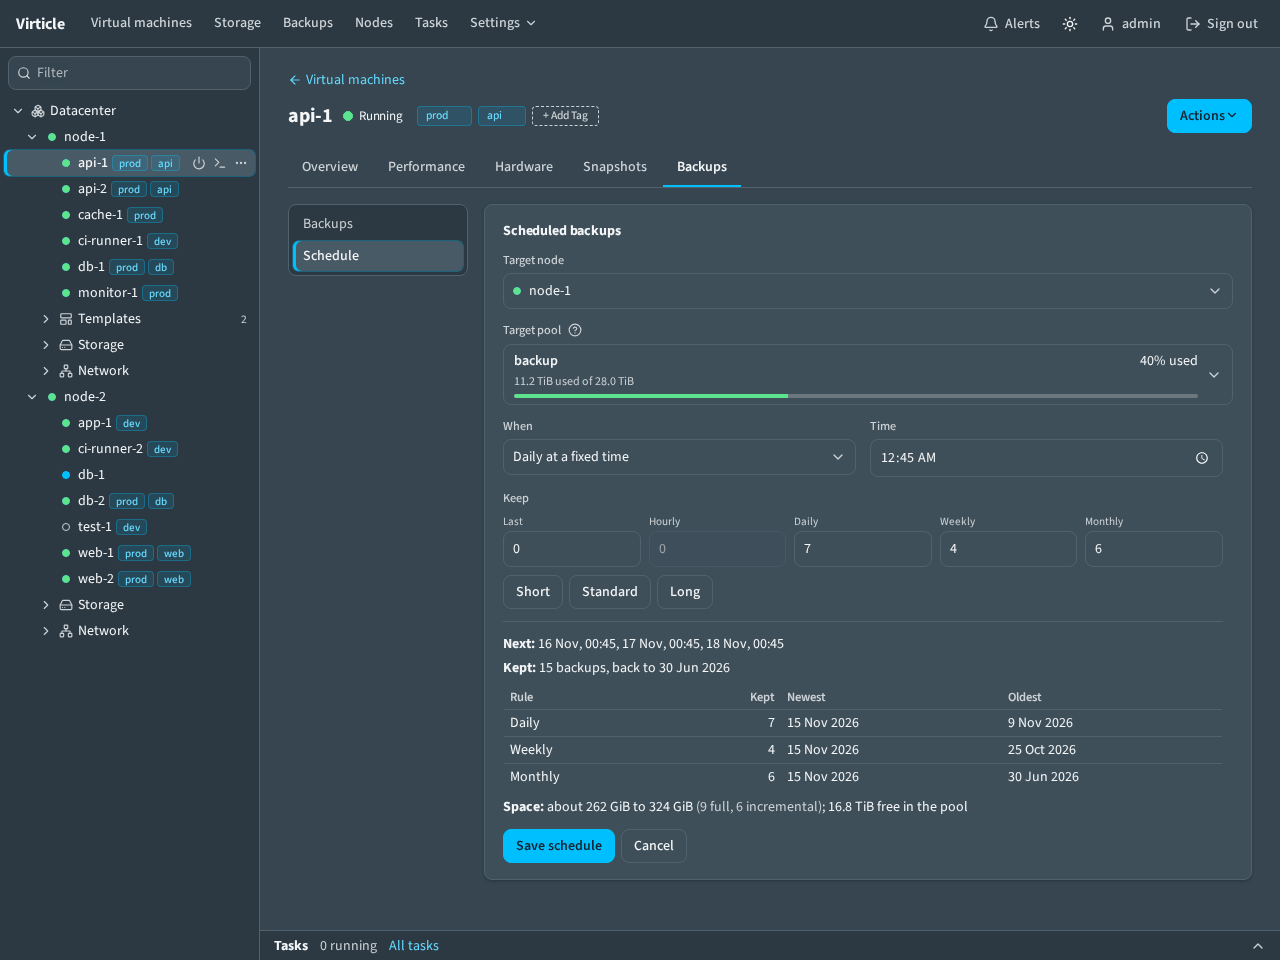 Virticle
Virtual machines
Storage
Backups
Nodes
Tasks
Settings
Alerts
admin
Sign out
Filter
Datacenter
node-1
api-1 prod api
api-2 prod api
cache-1 prod
ci-runner-1 dev
db-1 prod db
monitor-1 prod
Templates 2
Storage
Network
node-2
app-1 dev
ci-runner-2 dev
db-1
db-2 prod db
test-1 dev
web-1 prod web
web-2 prod web
Storage
Network
Virtual machines
api-1 Running prod api + Add Tag
Actions
Overview
Performance
Hardware
Snapshots
Backups
Backups
Schedule
Scheduled backups
Target node
node-1
Target pool
backup 40% used
11.2 TiB used of 28.0 TiB
When
Daily at a fixed time
Time
12:45 AM
Keep
Last Hourly Daily Weekly Monthly
0 0 7 4 6
Short Standard Long
Next: 16 Nov, 00:45, 17 Nov, 00:45, 18 Nov, 00:45
Kept: 15 backups, back to 30 Jun 2026
Rule Kept Newest Oldest
Daily 7 15 Nov 2026 9 Nov 2026
Weekly 4 15 Nov 2026 25 Oct 2026
Monthly 6 15 Nov 2026 30 Jun 2026
Space: about 262 GiB to 324 GiB (9 full, 6 incremental); 16.8 TiB free in the pool
Save schedule Cancel
Tasks 0 running All tasks